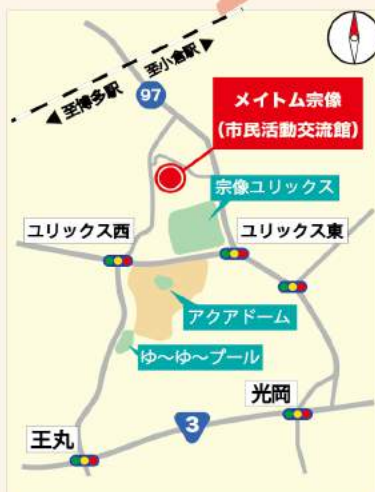 至小倉駅▶
◀至博多駅
97
メイトム宗像
(市民活動交流館)
宗像ユリックス
ユリックス西
ユリックス東
アクアドーム
ゆ〜ゆ〜プール
光岡
3
王丸